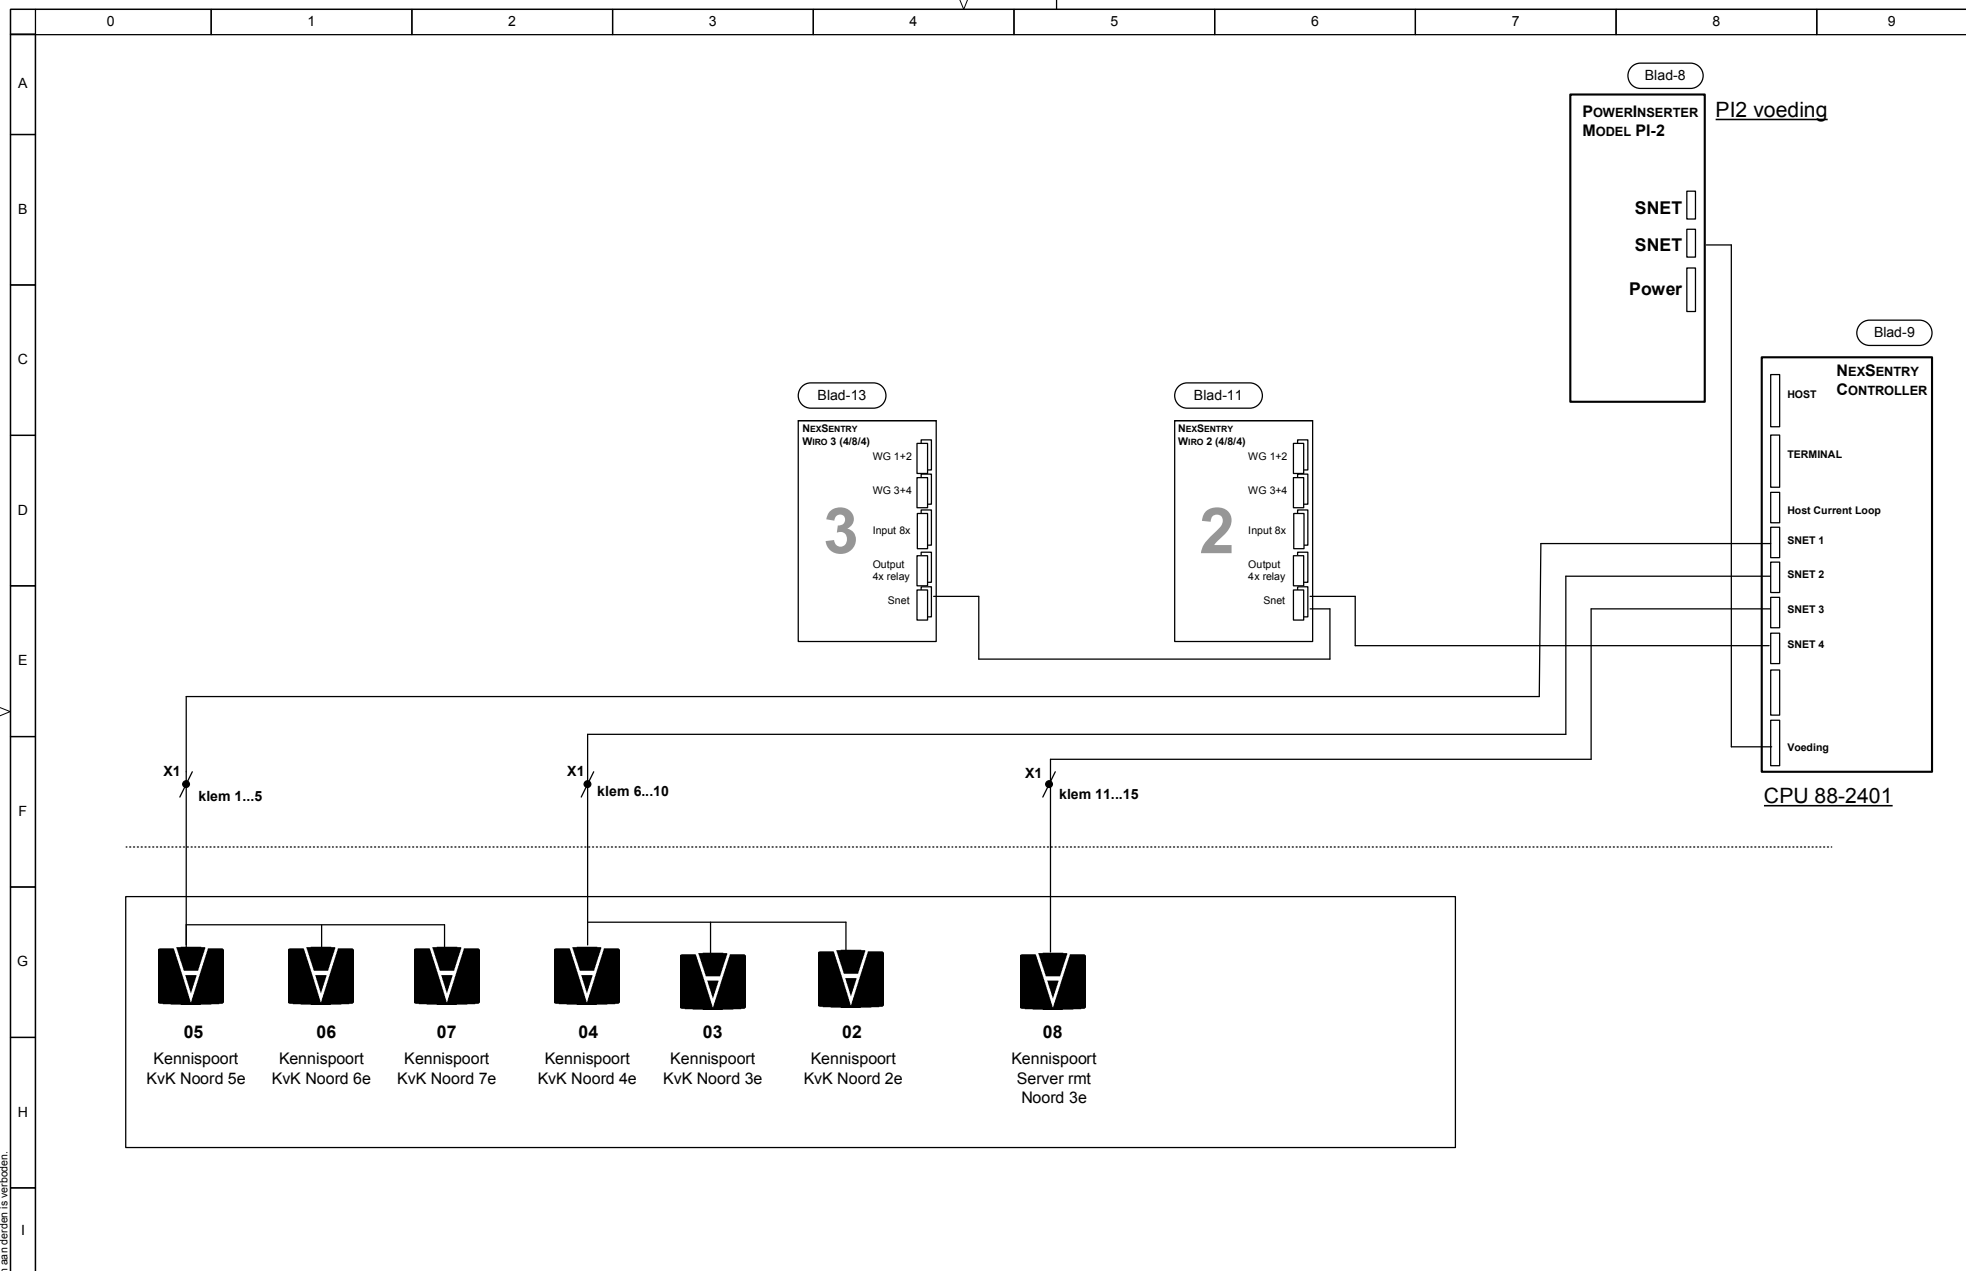 0 1 2 3 4 5 6 7 8 9
A
Blad-8
POWERINSERTER
MODEL PI-2
PI2 voeding
B
SNET
SNET
Power
C
Blad-9
NEXSENTRY
CONTROLLER
HOST
TERMINAL
Host Current Loop
SNET 1
SNET 2
SNET 3
SNET 4
Voeding
CPU 88-2401
Blad-13
NEXSENTRY
WIRO 3 (4/8/4)
WG 1+2
WG 3+4
3
Input 8x
Output
4x relay
Snet
Blad-11
NEXSENTRY
WIRO 2 (4/8/4)
WG 1+2
WG 3+4
2
Input 8x
Output
4x relay
Snet
D
E
X1
klem 1...5
X1
klem 6...10
X1
klem 11...15
F
G
05
Kennispoort
KvK Noord 5e
06
Kennispoort
KvK Noord 6e
07
Kennispoort
KvK Noord 7e
04
Kennispoort
KvK Noord 4e
03
Kennispoort
KvK Noord 3e
02
Kennispoort
KvK Noord 2e
08
Kennispoort
Server rmt
Noord 3e
H
I
aan derden is verboden.